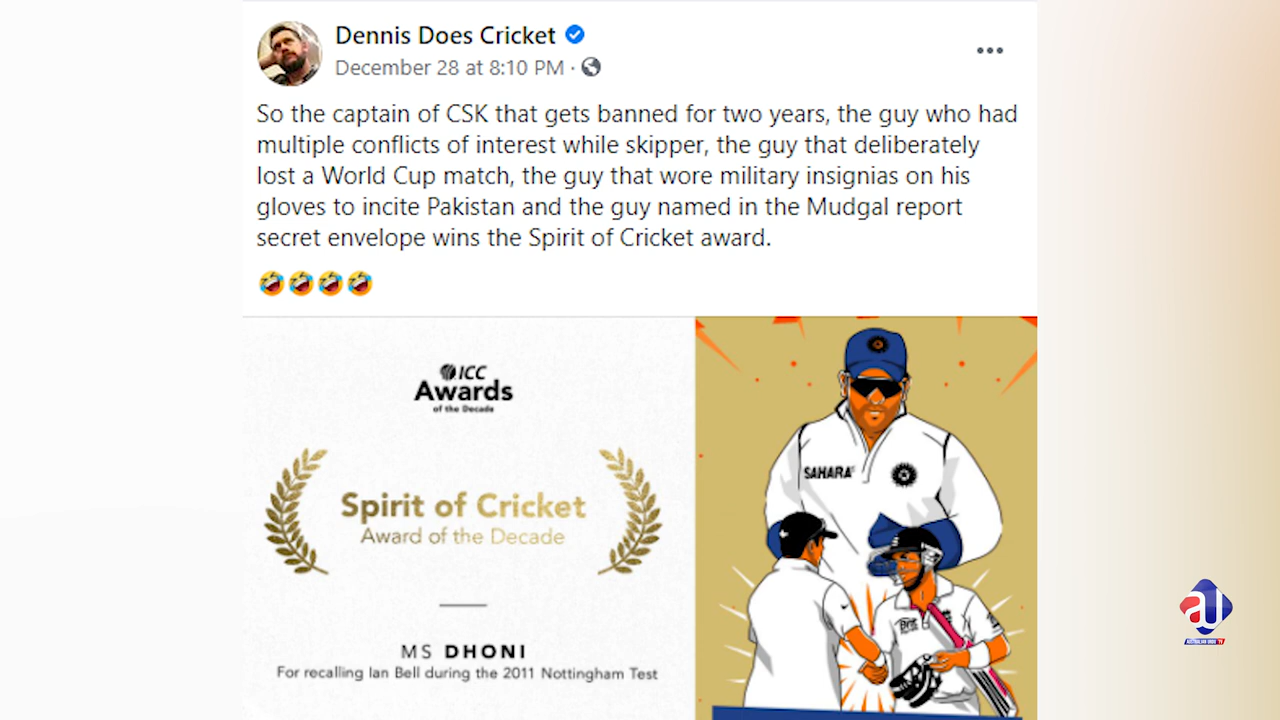 Dennis Does Cricket
December 28 at 8:10 PM ·
So the captain of CSK that gets banned for two years, the guy who had
multiple conflicts of interest while skipper, the guy that deliberately
lost a World Cup match, the guy that wore military insignias on his
gloves to incite Pakistan and the guy named in the Mudgal report
secret envelope wins the Spirit of Cricket award.
🤣🤣🤣🤣
ICC
Awards
of the Decade
Spirit of Cricket
Award of the Decade
MS DHONI
For recalling Ian Bell during the 2011 Nottingham Test
SAHARA